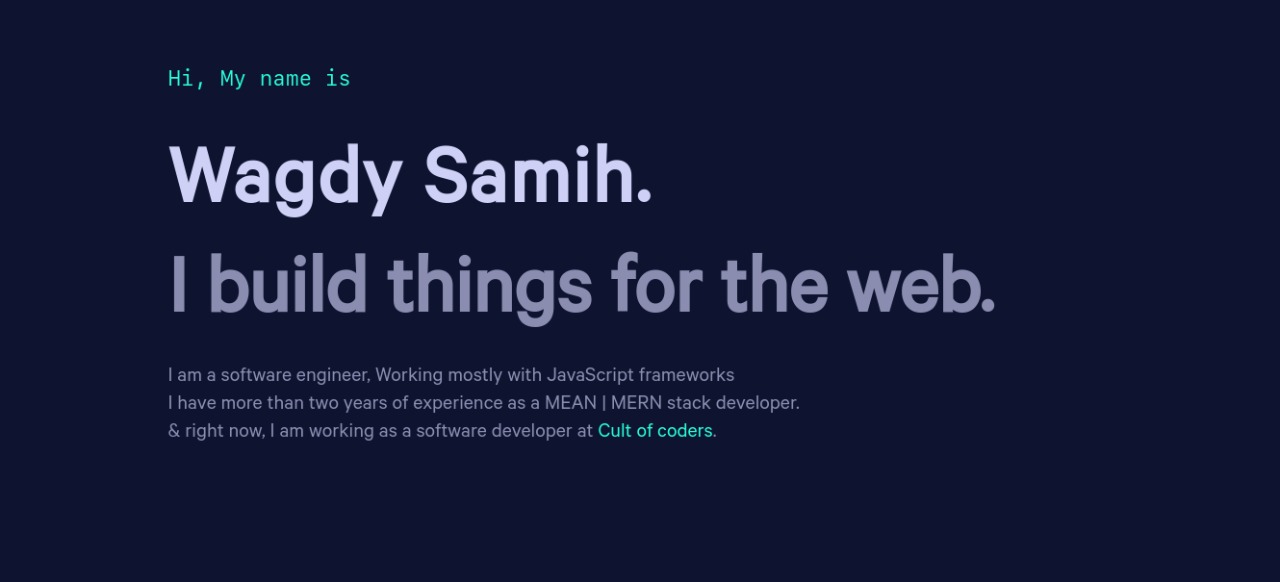 Hi, My name is
Wagdy Samih.
I build things for the web.
I am a software engineer, Working mostly with JavaScript frameworks
I have more than two years of experience as a MEAN | MERN stack developer.
& right now, I am working as a software developer at Cult of coders.